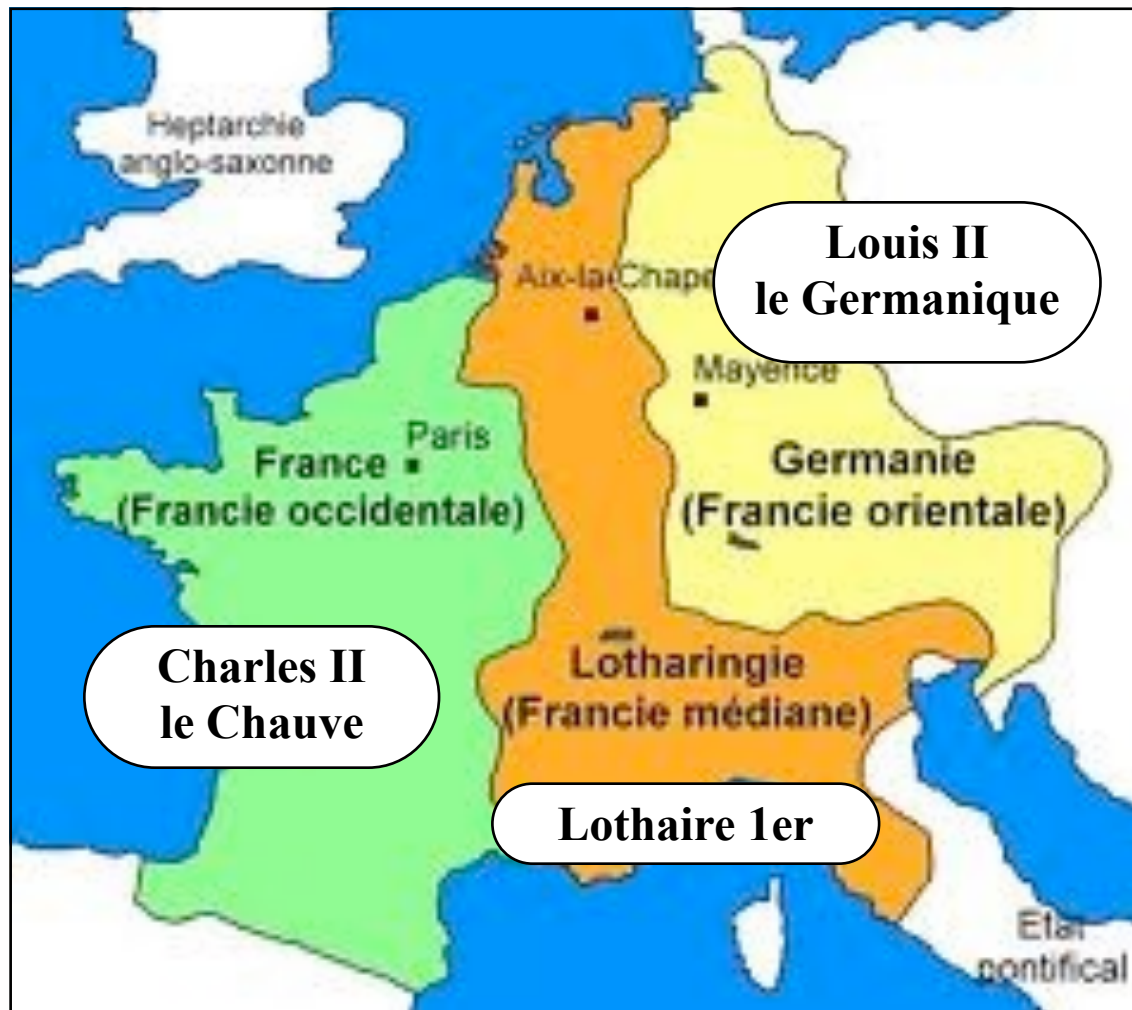 Heptarchie
anglo-saxonne
Louis II
le Germanique
Aix-la-Chape
Mayence
Paris
France
(Francie occidentale)
Germanie
(Francie orientale)
Charles II
le Chauve
Lotharingie
(Francie médiane)
Lothaire 1er
Etat
pontifical